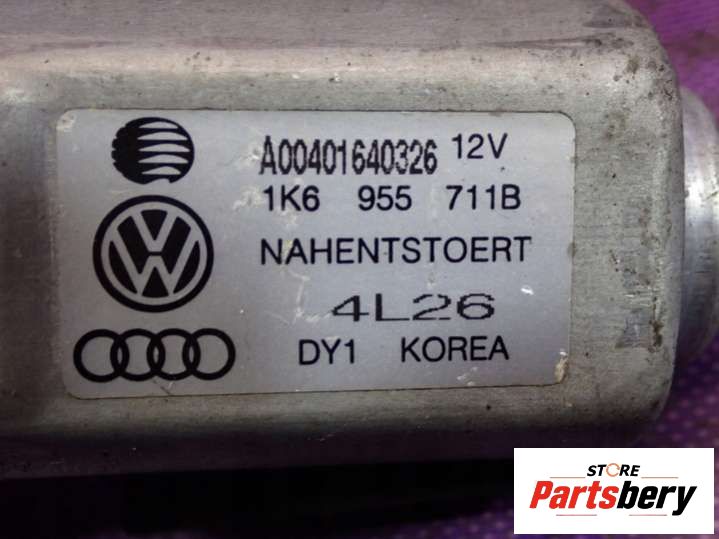 A00401640326 12V
1K6 955 711B
NAHENTSTOERT
4L26
DY1 KOREA
STORE
Partsbery